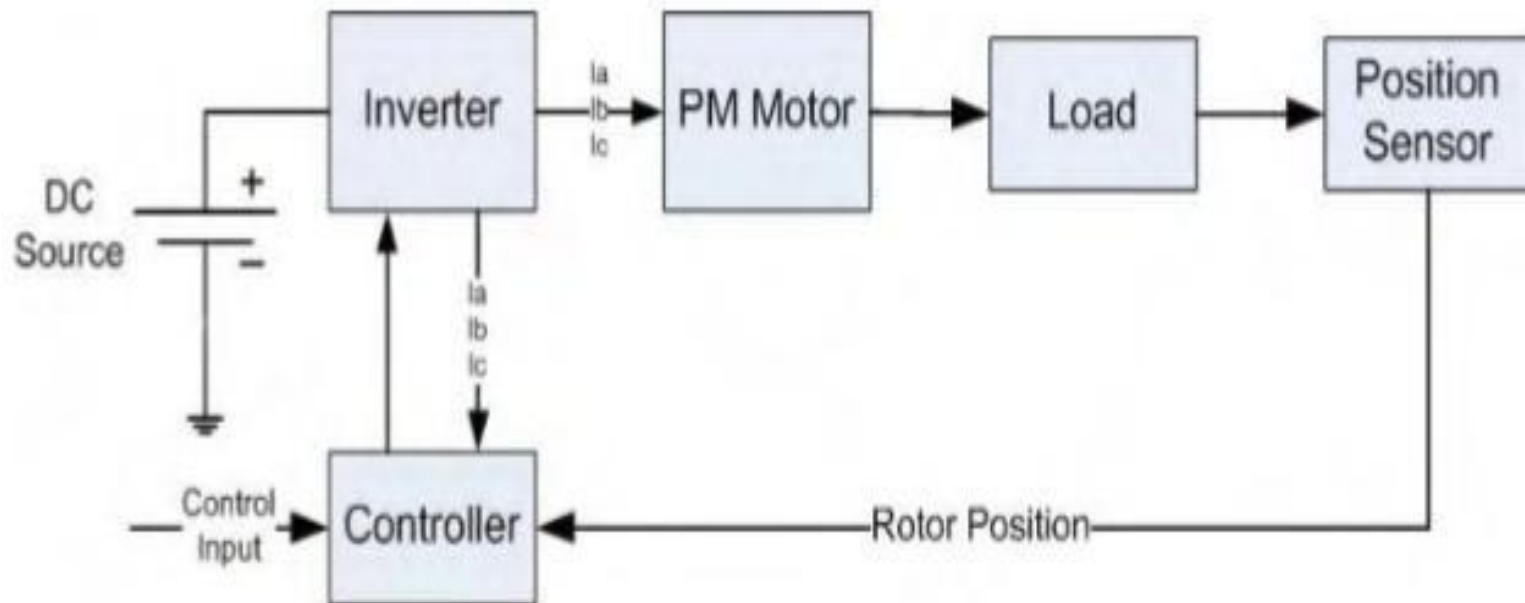 Inverter
Ia
Ib
Ic
PM Motor
Load
Position
Sensor
DC
Source
+
−
Ia
Ib
Ic
Control
Input
Controller
Rotor Position